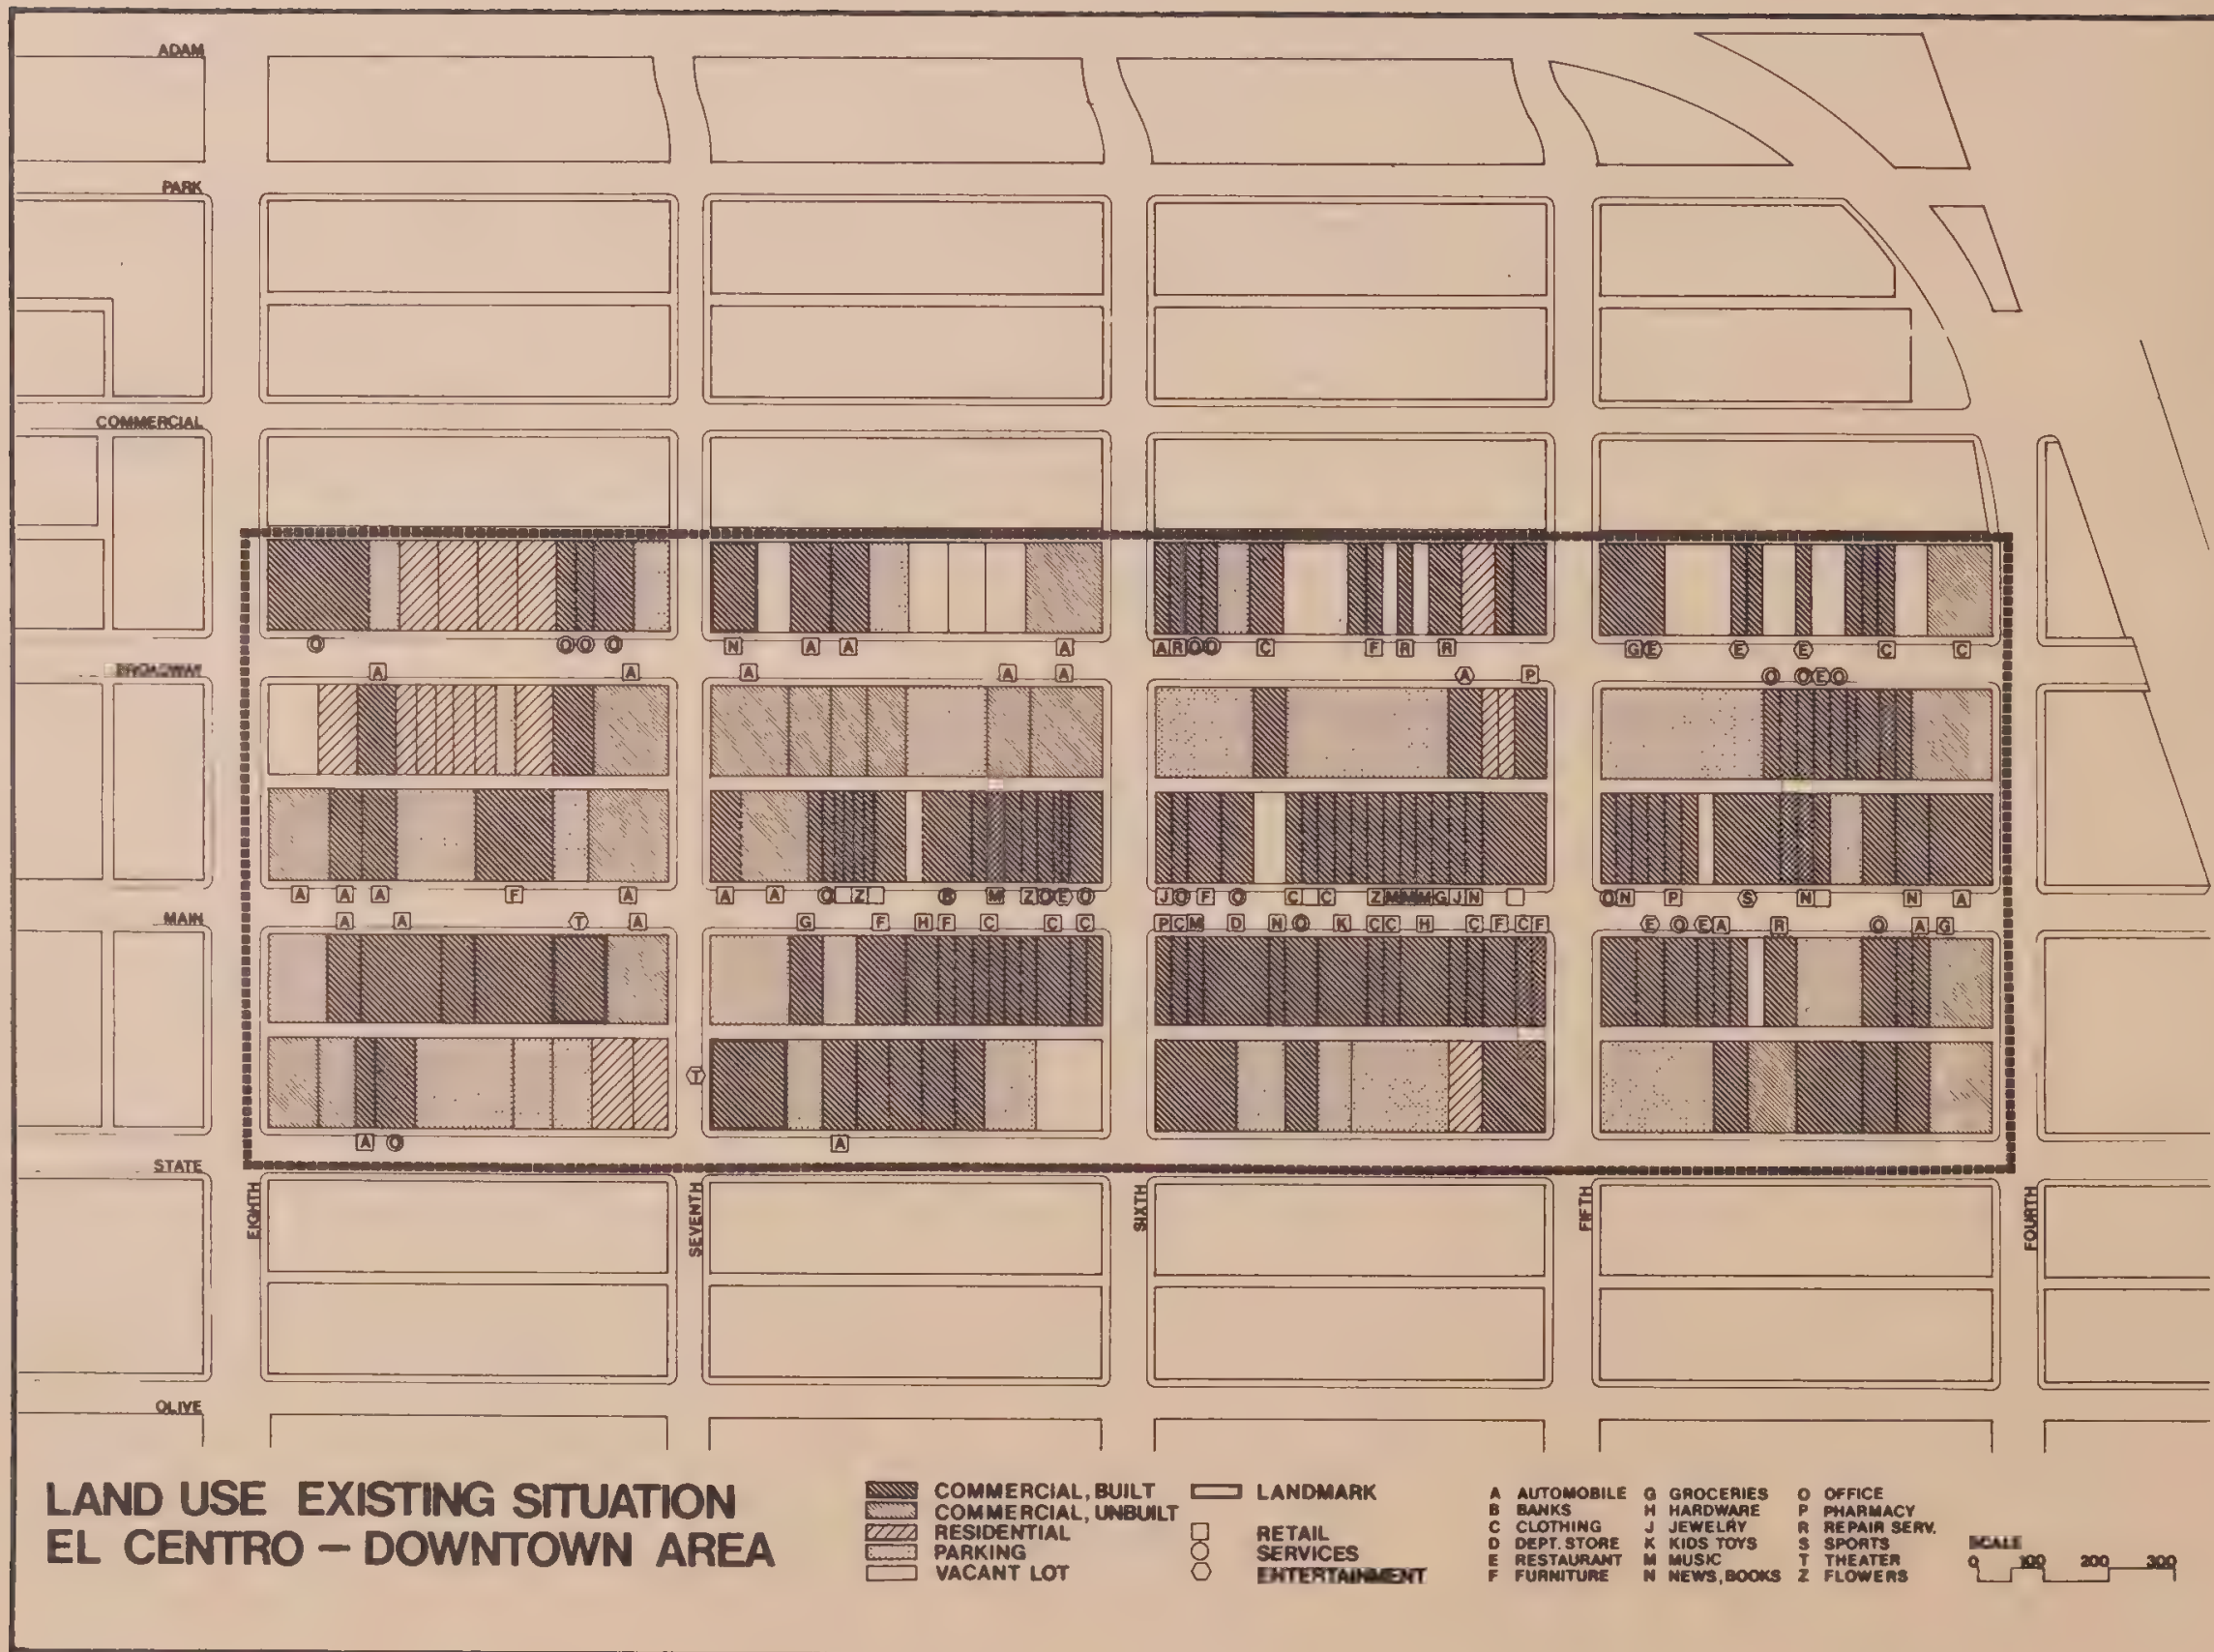 ADAM
PARK
COMMERCIAL
O O O O N A A A A R O O C F R R G E E E C C
BROADWAY
A A A A A A P O O E O
A A A F A A A O Z B M Z O E O J O F O C C Z M M M G J N O N P S N N A
MAIN
A A T A G F H F C C C P C M D N O K C C H C F C F E O E A R O A G
T
A O A
STATE
EIGHTH
SEVENTH
SIXTH
FIFTH
FOURTH
OLIVE
LAND USE EXISTING SITUATION
EL CENTRO – DOWNTOWN AREA
COMMERCIAL, BUILT
COMMERCIAL, UNBUILT
RESIDENTIAL
PARKING
VACANT LOT
LANDMARK
RETAIL
SERVICES
ENTERTAINMENT
A AUTOMOBILE
B BANKS
C CLOTHING
D DEPT. STORE
E RESTAURANT
F FURNITURE
G GROCERIES
H HARDWARE
J JEWELRY
K KIDS TOYS
M MUSIC
N NEWS, BOOKS
O OFFICE
P PHARMACY
R REPAIR SERV.
S SPORTS
T THEATER
Z FLOWERS
SCALE
0 100 200 300